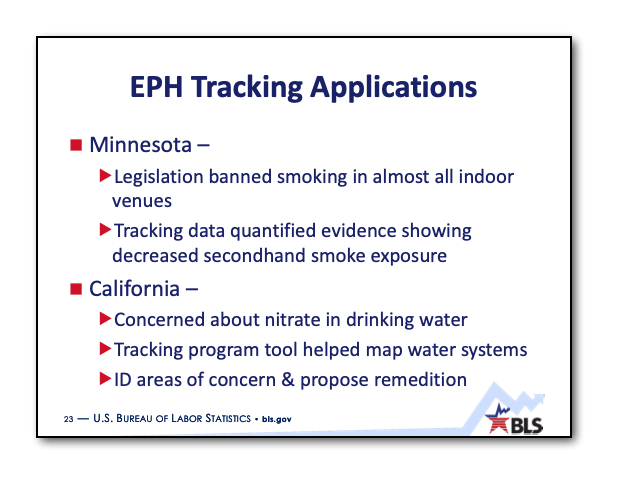 EPH Tracking Applications
Minnesota –
Legislation banned smoking in almost all indoor
venues
Tracking data quantified evidence showing
decreased secondhand smoke exposure
California –
Concerned about nitrate in drinking water
Tracking program tool helped map water systems
ID areas of concern & propose remedition
23 — U.S. BUREAU OF LABOR STATISTICS • bls.gov
BLS